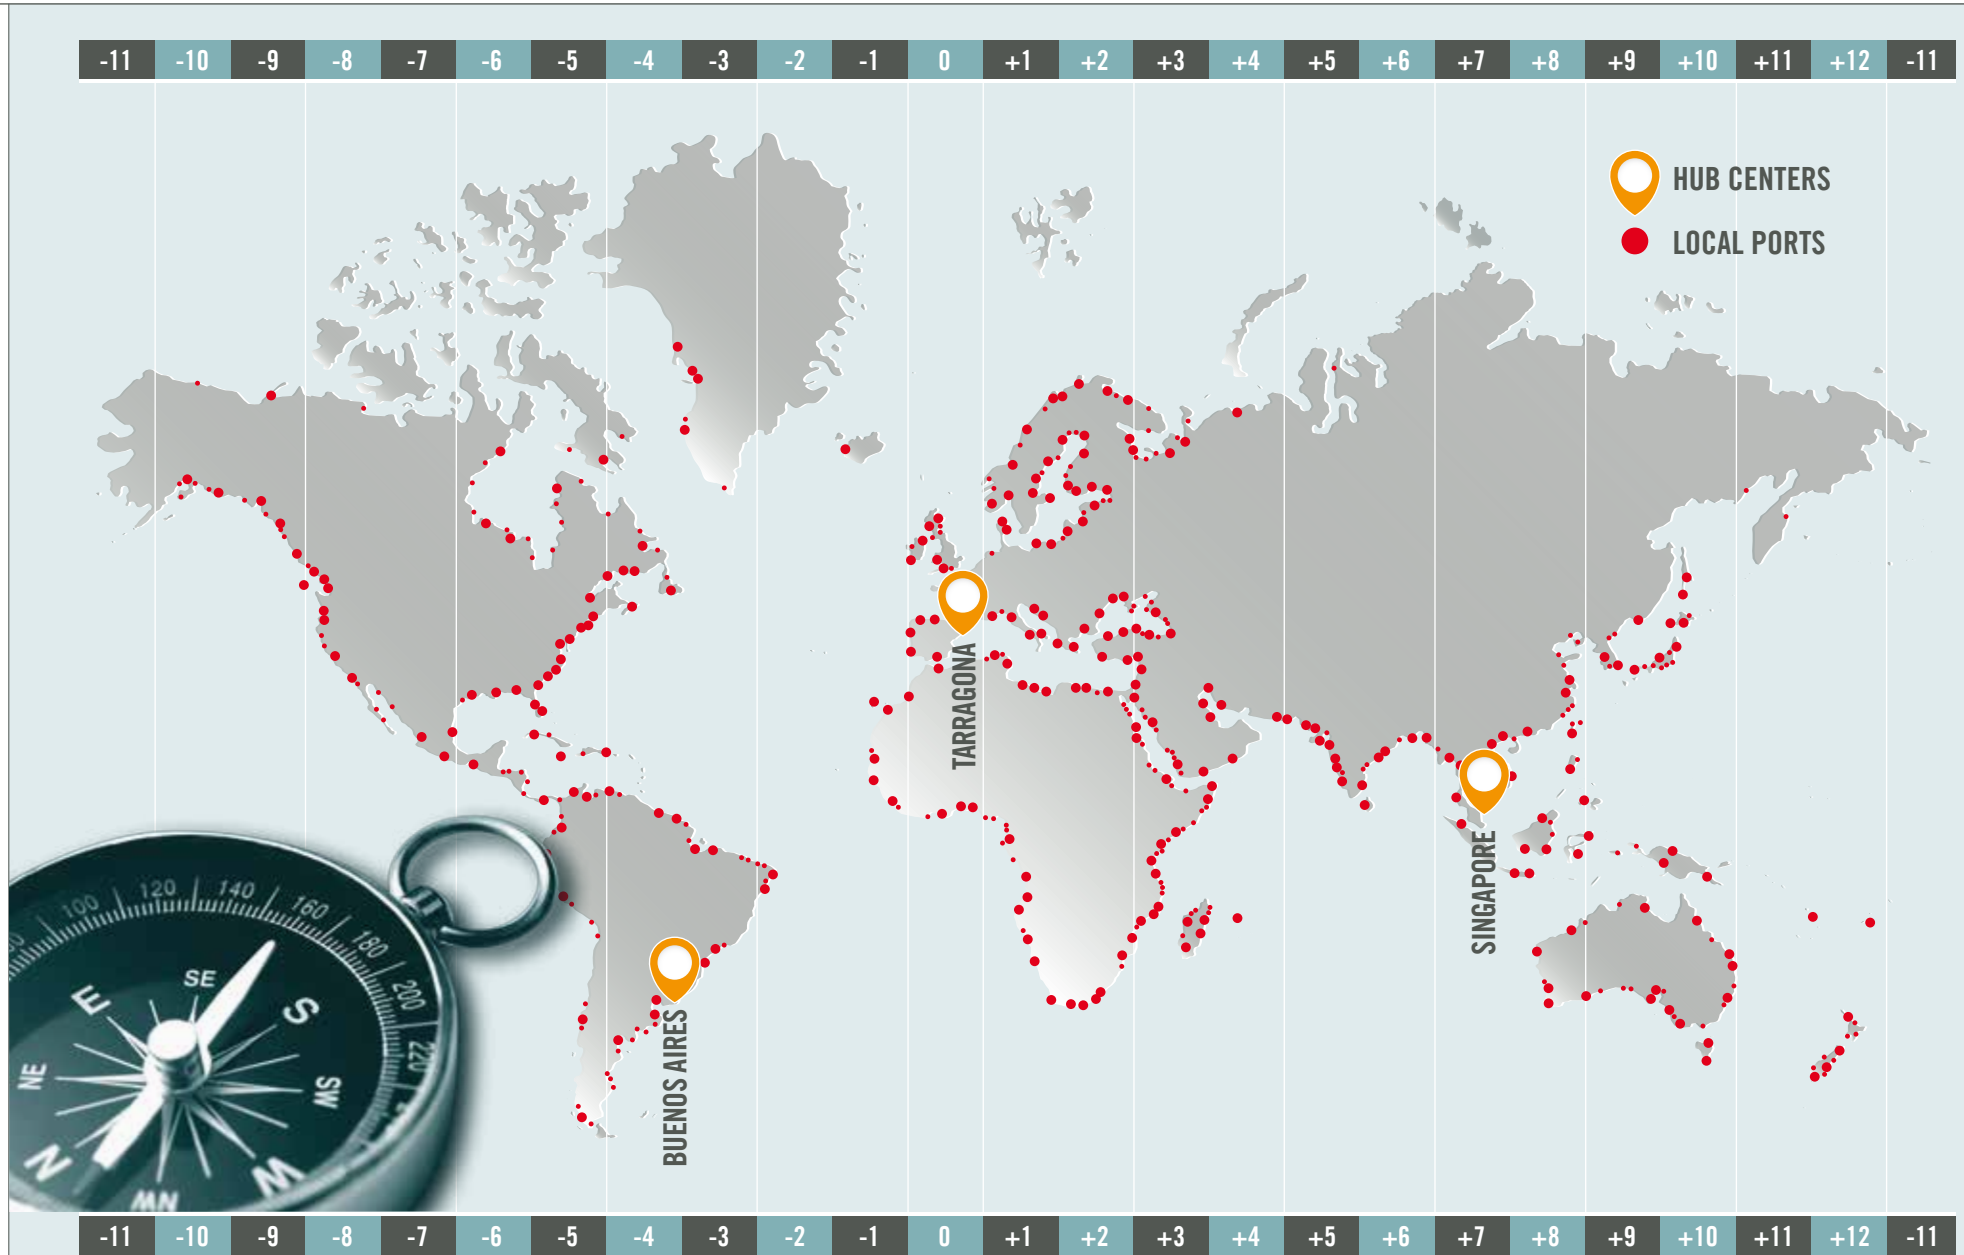 -11 -10 -9 -8 -7 -6 -5 -4 -3 -2 -1 0 +1 +2 +3 +4 +5 +6 +7 +8 +9 +10 +11 +12 -11
HUB CENTERS
LOCAL PORTS
TARRAGONA
SINGAPORE
BUENOS AIRES
100 120 140 160 180 200 220
SE
E
S
NE
SW
N
NW
W
-11 -10 -9 -8 -7 -6 -5 -4 -3 -2 -1 0 +1 +2 +3 +4 +5 +6 +7 +8 +9 +10 +11 +12 -11